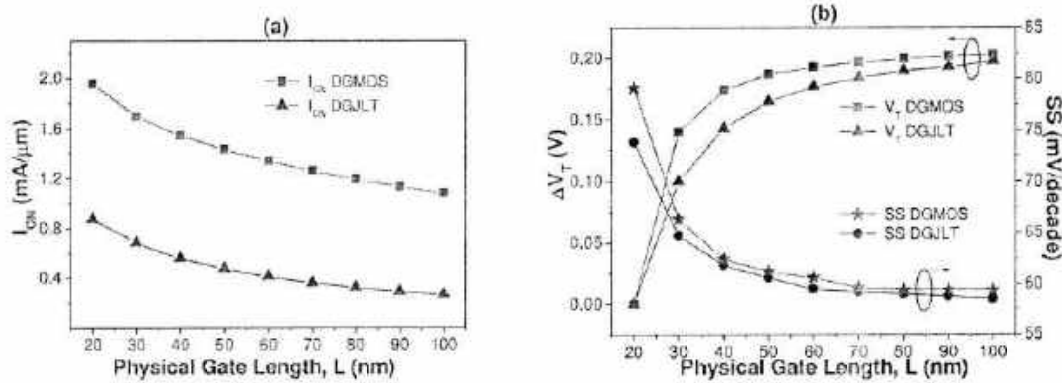 (a)
I_ON DGMOS
I_ON DGJLT
I_ON (mA/μm)
2.0
1.6
1.2
0.8
0.4
20 30 40 50 60 70 80 90 100
Physical Gate Length, L (nm)
(b)
V_T DGMOS
V_T DGJLT
SS DGMOS
SS DGJLT
ΔV_T (V)
0.20
0.15
0.10
0.05
0.00
SS (mV/decade)
85
80
75
70
65
60
55
20 30 40 50 60 70 80 90 100
Physical Gate Length, L (nm)